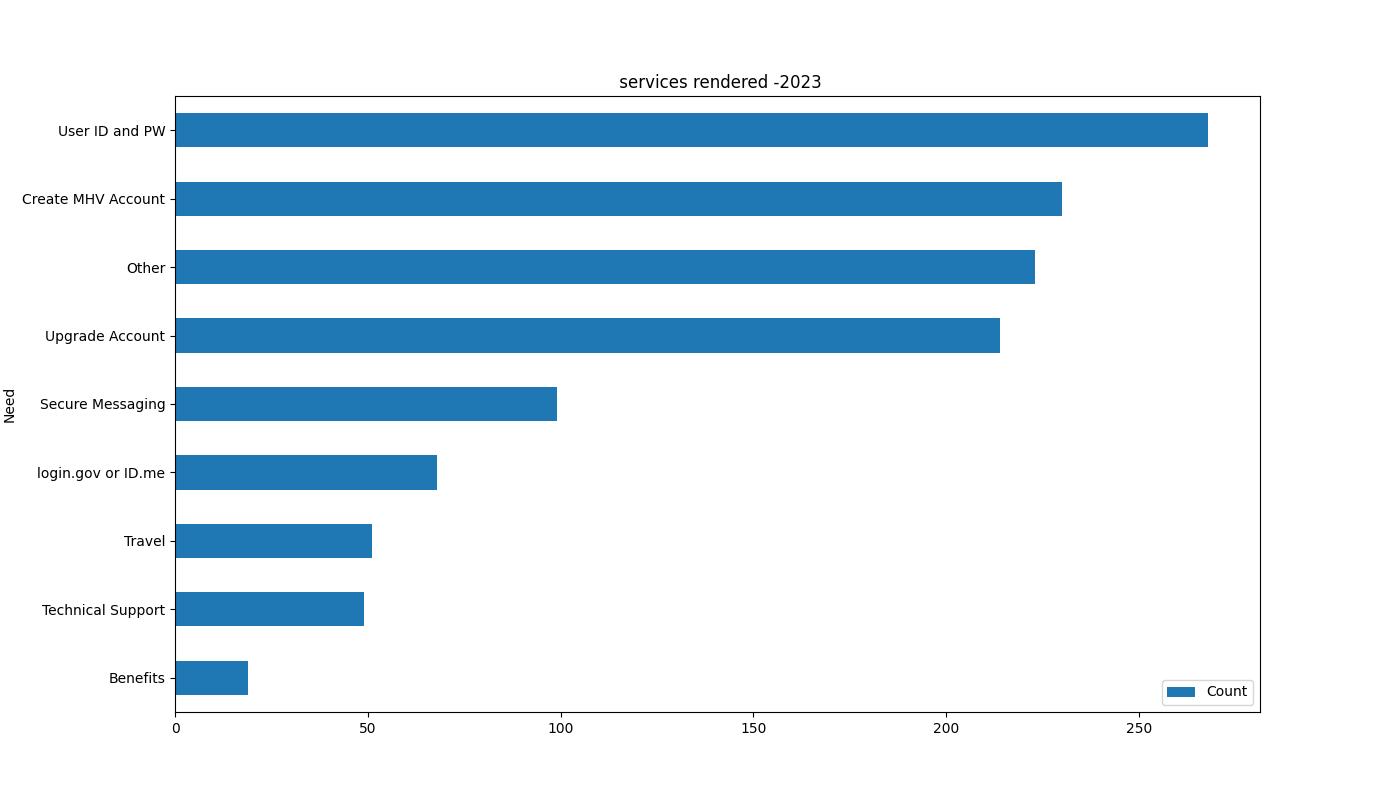 services rendered -2023
User ID and PW
Create MHV Account
Other
Upgrade Account
Secure Messaging
login.gov or ID.me
Travel
Technical Support
Benefits
Need
Count
0 50 100 150 200 250